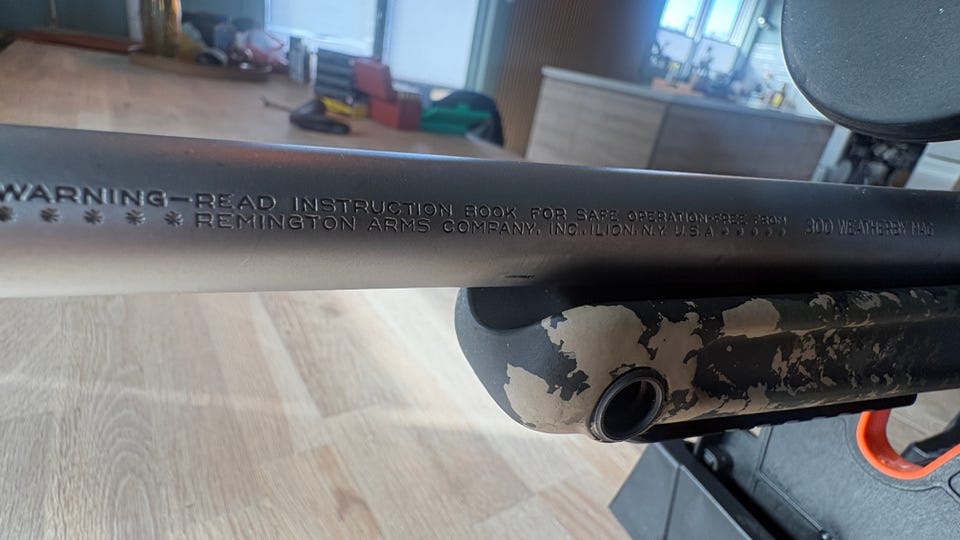 WARNING—READ INSTRUCTION BOOK FOR SAFE OPERATION-FREE FROM
* * * * *REMINGTON ARMS COMPANY, INC., ILION, N.Y. U.S.A. * * * * *
300 WEATHERBY MAG